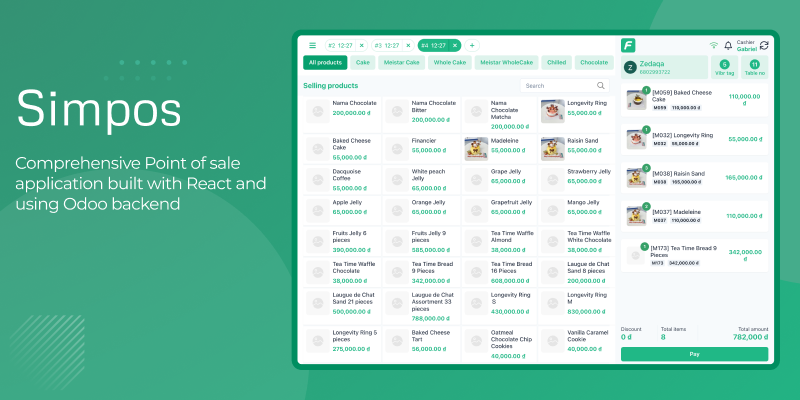 Simpos
Comprehensive Point of sale
application built with React and
using Odoo backend
#2 12:27 ×
#3 12:27 ×
#4 12:27 ×
+
Cashier
Gabriel
All products
Cake
Meistar Cake
Whole Cake
Meistar WholeCake
Chilled
Chocolate
Selling products
Search
Nama Chocolate
200,000.00 đ
Nama Chocolate
Bitter
200,000.00 đ
Nama
Chocolate
Matcha
200,000.00 đ
Longevity Ring
55,000.00 đ
Baked Cheese
Cake
55,000.00 đ
Financier
55,000.00 đ
Madeleine
55,000.00 đ
Raisin Sand
55,000.00 đ
Dacquoise
Coffee
55,000.00 đ
White peach
Jelly
65,000.00 đ
Grape Jelly
65,000.00 đ
Strawberry Jelly
65,000.00 đ
Apple Jelly
65,000.00 đ
Orange Jelly
65,000.00 đ
Grapefruit Jelly
65,000.00 đ
Mango Jelly
65,000.00 đ
Fruits Jelly 6
pieces
390,000.00 đ
Fruits Jelly 9
pieces
585,000.00 đ
Tea Time Waffle
Almond
38,000.00 đ
Tea Time Waffle
White Chocolate
38,000.00 đ
Tea Time Waffle
Chocolate
38,000.00 đ
Tea Time Bread
9 Pieces
342,000.00 đ
Tea Time Bread
16 Pieces
608,000.00 đ
Laugue de Chat
Sand 8 pieces
200,000.00 đ
Laugue de Chat
Sand 21 pieces
500,000.00 đ
Laugue de Chat
Assortment 33
pieces
768,000.00 đ
Longevity Ring
S
430,000.00 đ
Longevity Ring
M
830,000.00 đ
Longevity Ring 5
pieces
275,000.00 đ
Baked Cheese
Tart
56,000.00 đ
Oatmeal
Chocolate Chip
Cookies
40,000.00 đ
Vanilla Caramel
Cookie
40,000.00 đ
F
Z
Zedaqa
6602993722
5
Vibr tag
11
Table no
1
[M059] Baked Cheese
Cake
M059 110,000.00 đ
110,000.00
đ
1
[M032] Longevity Ring
M032 55,000.00 đ
55,000.00 đ
3
[M038] Raisin Sand
M038 165,000.00 đ
165,000.00 đ
2
[M037] Madeleine
M037 110,000.00 đ
110,000.00 đ
1
[M173] Tea Time Bread 9
Pieces
M173 342,000.00 đ
342,000.00
đ
Discount
0 đ
Total items
8
Total amount
782,000 đ
Pay